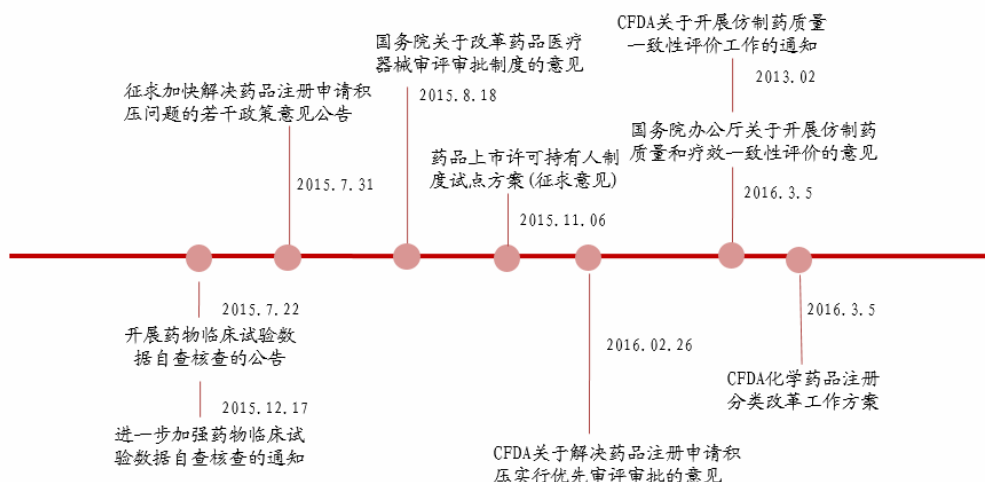 CFDA关于开展仿制药质量
一致性评价工作的通知
2013.02
国务院关于改革药品医疗
器械审评审批制度的意见
2015.8.18
征求加快解决药品注册申请积
压问题的若干政策意见公告
2015.7.31
国务院办公厅关于开展仿制药
质量和疗效一致性评价的意见
2016.3.5
药品上市许可持有人制
度试点方案(征求意见)
2015.11.06
2015.7.22
开展药物临床试验数
据自查核查的公告
2015.12.17
进一步加强药物临床试
验数据自查核查的通知
2016.02.26
CFDA关于解决药品注册申请积
压实行优先审评审批的意见
2016.3.5
CFDA化学药品注册
分类改革工作方案